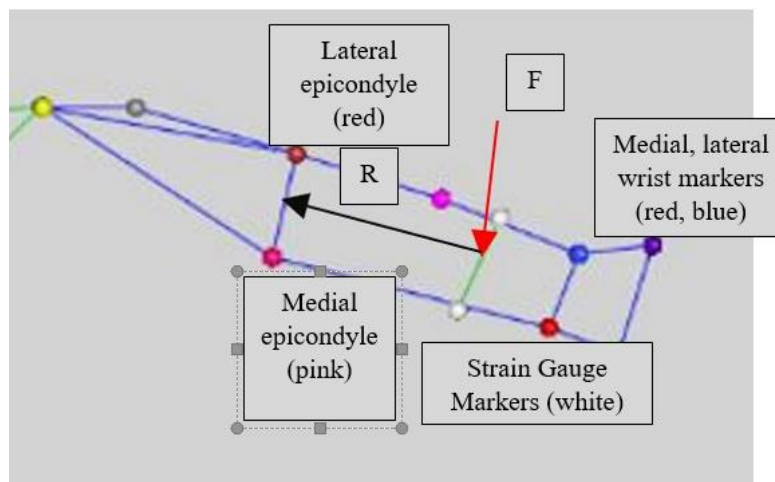 Lateral
epicondyle
(red)
F
R
Medial, lateral
wrist markers
(red, blue)
Medial
epicondyle
(pink)
Strain Gauge
Markers (white)